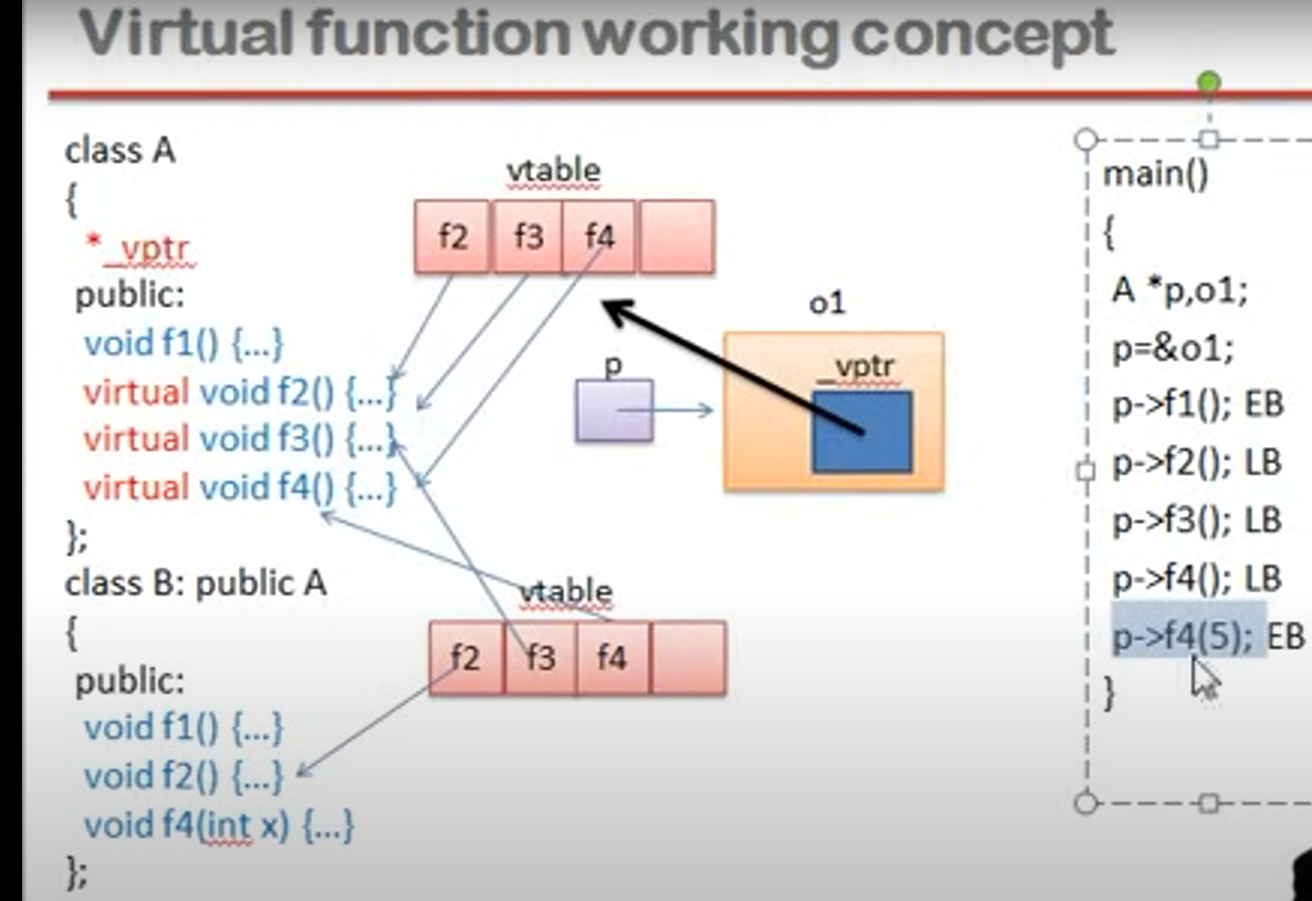 Virtual function working concept
class A
{
* _vptr
public:
void f1() {...}
virtual void f2() {...}
virtual void f3() {...}
virtual void f4() {...}
};
class B: public A
{
public:
void f1() {...}
void f2() {...}
void f4(int x) {...}
};
vtable
f2 f3 f4
o1
p
_vptr
vtable
f2 f3 f4
main()
{
A *p,o1;
p=&o1;
p->f1(); EB
p->f2(); LB
p->f3(); LB
p->f4(); LB
p->f4(5); EB
}